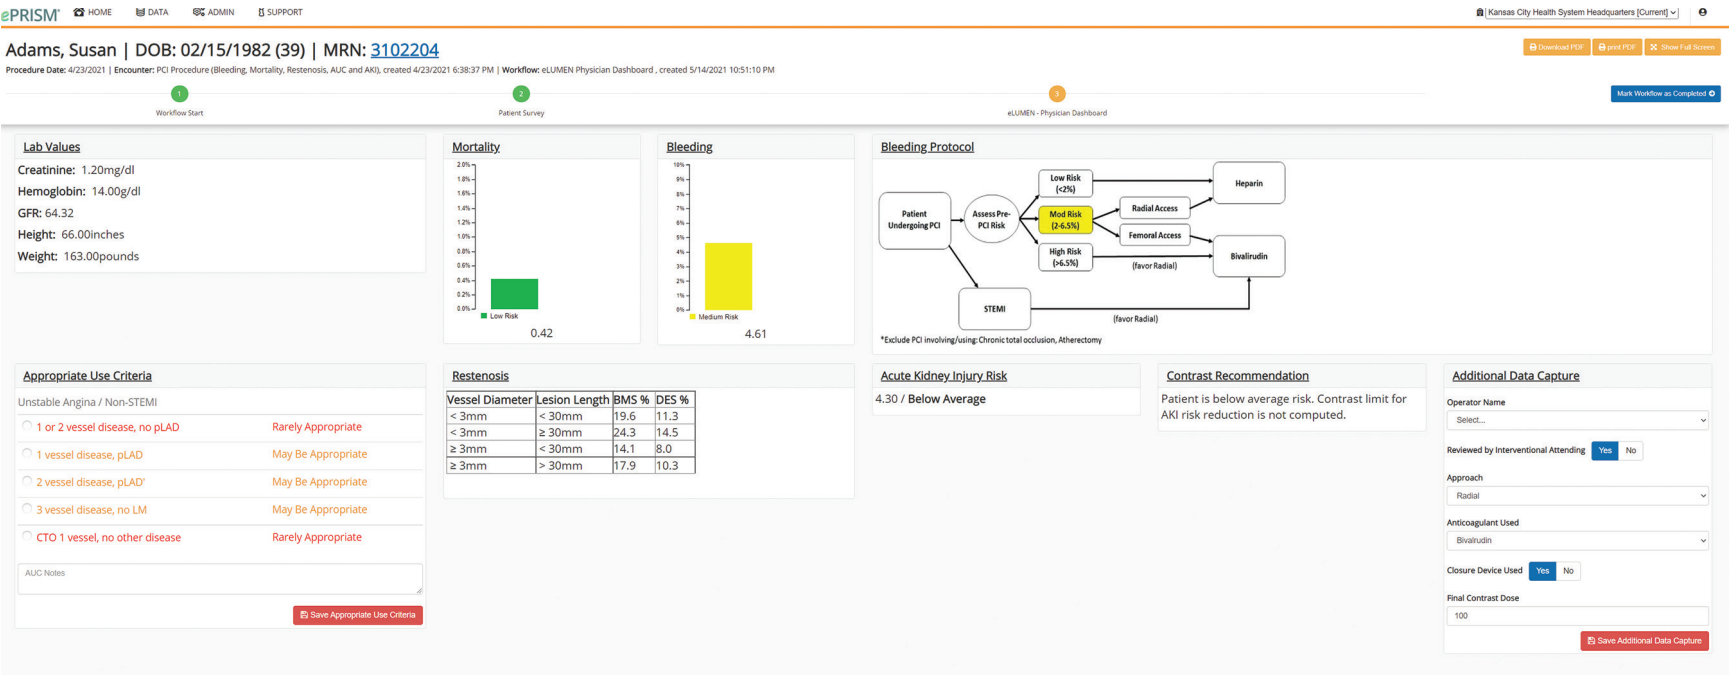 ePRISM® HOME DATA ADMIN SUPPORT Kansas City Health System Headquarters [Current]
Adams, Susan | DOB: 02/15/1982 (39) | MRN: 3102204
Download PDF print PDF Show Full Screen
Procedure Date: 4/23/2021 | Encounter: PCI Procedure (Bleeding, Mortality, Restenosis, AUC and AKI), created 4/23/2021 6:38:37 PM | Workflow: eLUMEN Physician Dashboard , created 5/14/2021 10:51:10 PM
1 2 3
Mark Workflow as Completed
Workflow Start Patient Survey eLUMEN - Physician Dashboard
Lab Values
Creatinine: 1.20mg/dl
Hemoglobin: 14.00g/dl
GFR: 64.32
Height: 66.00inches
Weight: 163.00pounds
Mortality
2.0%
1.8%
1.6%
1.4%
1.2%
1.0%
0.8%
0.6%
0.4%
0.2%
0.0%
Low Risk
0.42
Bleeding
10%
9%
8%
7%
6%
5%
4%
3%
2%
1%
0%
Medium Risk
4.61
Bleeding Protocol
Patient
Undergoing PCI
Assess Pre-
PCI Risk
Low Risk
(<2%)
Mod Risk
(2-6.5%)
High Risk
(>6.5%)
Radial Access
Femoral Access
(favor Radial)
Heparin
Bivalirudin
STEMI
(favor Radial)
*Exclude PCI involving/using: Chronic total occlusion, Atherectomy
Appropriate Use Criteria
Unstable Angina / Non-STEMI
1 or 2 vessel disease, no pLAD Rarely Appropriate
1 vessel disease, pLAD May Be Appropriate
2 vessel disease, pLAD' May Be Appropriate
3 vessel disease, no LM May Be Appropriate
CTO 1 vessel, no other disease Rarely Appropriate
AUC Notes
Save Appropriate Use Criteria
Restenosis
Vessel Diameter Lesion Length BMS % DES %
< 3mm < 30mm 19.6 11.3
< 3mm ≥ 30mm 24.3 14.5
≥ 3mm < 30mm 14.1 8.0
≥ 3mm > 30mm 17.9 10.3
Acute Kidney Injury Risk
4.30 / Below Average
Contrast Recommendation
Patient is below average risk. Contrast limit for
AKI risk reduction is not computed.
Additional Data Capture
Operator Name
Select...
Reviewed by Interventional Attending Yes No
Approach
Radial
Anticoagulant Used
Bivalrudin
Closure Device Used Yes No
Final Contrast Dose
100
Save Additional Data Capture